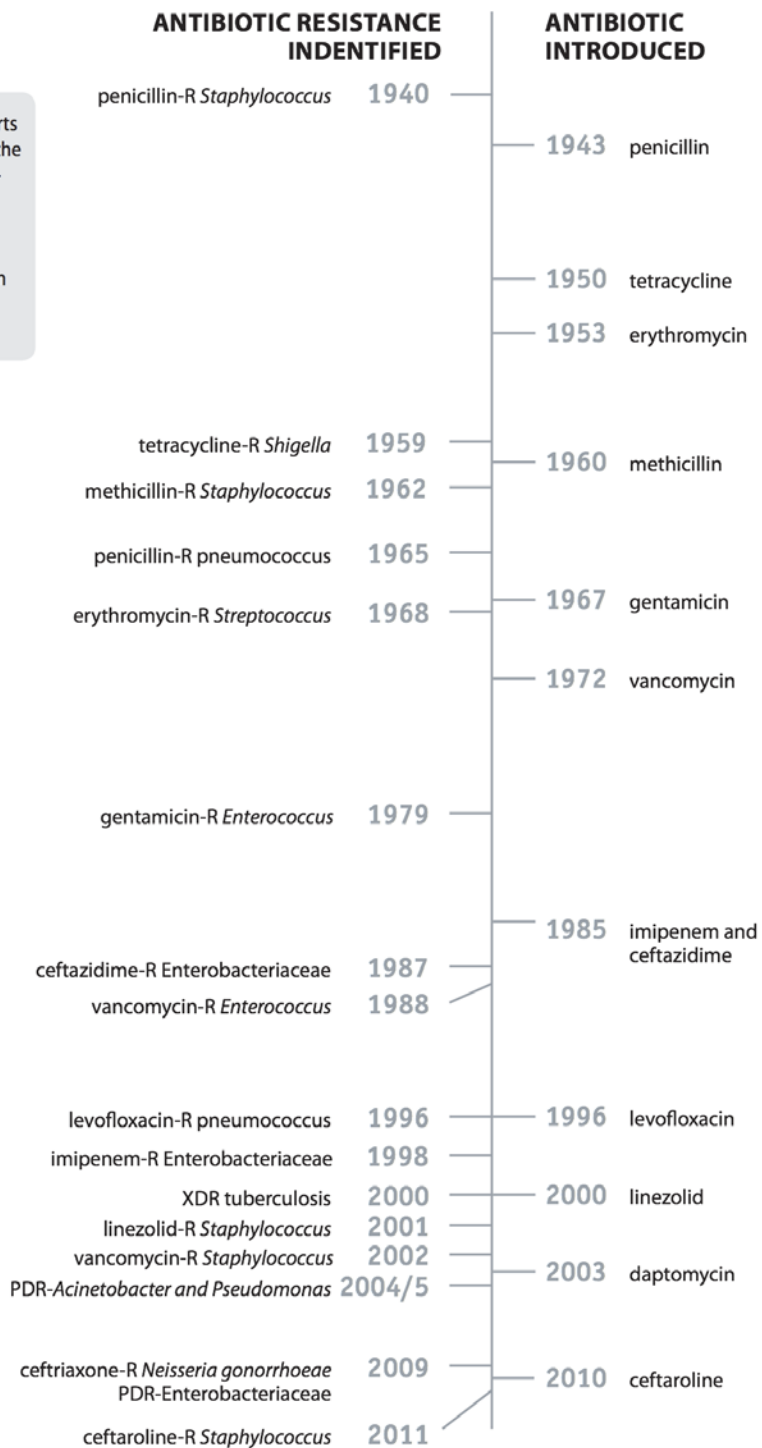 ANTIBIOTIC RESISTANCE
INDENTIFIED
ANTIBIOTIC
INTRODUCED
penicillin-R Staphylococcus 1940
the
1943 penicillin
1950 tetracycline
1953 erythromycin
tetracycline-R Shigella 1959
1960 methicillin
methicillin-R Staphylococcus 1962
penicillin-R pneumococcus 1965
1967 gentamicin
erythromycin-R Streptococcus 1968
1972 vancomycin
gentamicin-R Enterococcus 1979
1985 imipenem and
ceftazidime
ceftazidime-R Enterobacteriaceae 1987
vancomycin-R Enterococcus 1988
levofloxacin-R pneumococcus 1996
1996 levofloxacin
imipenem-R Enterobacteriaceae 1998
XDR tuberculosis 2000
2000 linezolid
linezolid-R Staphylococcus 2001
vancomycin-R Staphylococcus 2002
2003 daptomycin
PDR-Acinetobacter and Pseudomonas 2004/5
ceftriaxone-R Neisseria gonorrhoeae 2009
PDR-Enterobacteriaceae
2010 ceftaroline
ceftaroline-R Staphylococcus 2011